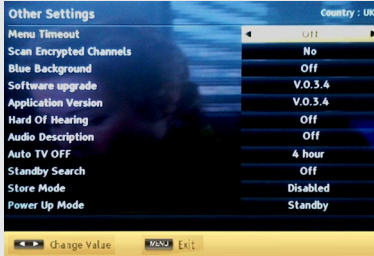 Other Settings Country : UK
Menu Timeout Off
Scan Encrypted Channels No
Blue Background Off
Software upgrade V.0.3.4
Application Version V.0.3.4
Hard Of Hearing Off
Audio Description Off
Auto TV OFF 4 hour
Standby Search Off
Store Mode Disabled
Power Up Mode Standby
Change Value MENU Exit